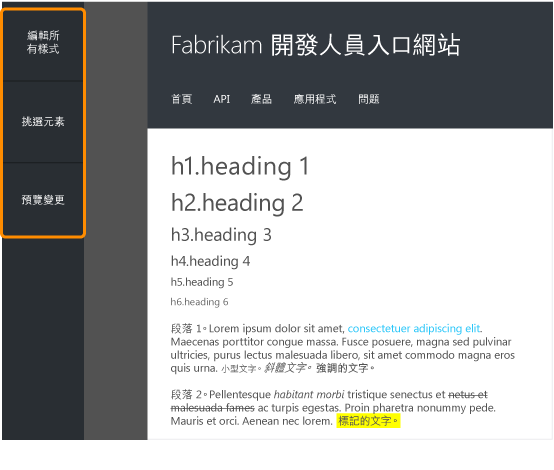 編輯所
有樣式
挑選元素
預覽變更
Fabrikam 開發人員入口網站
首頁 API 產品 應用程式 問題
h1.heading 1
h2.heading 2
h3.heading 3
h4.heading 4
h5.heading 5
h6.heading 6
段落 1。Lorem ipsum dolor sit amet, consectetuer adipiscing elit.
Maecenas porttitor congue massa. Fusce posuere, magna sed pulvinar
ultricies, purus lectus malesuada libero, sit amet commodo magna eros
quis urna. 小型文字。斜體文字。 強調的文字。
段落 2。Pellentesque habitant morbi tristique senectus et netus et
malesuada fames ac turpis egestas. Proin pharetra nonummy pede.
Mauris et orci. Aenean nec lorem. 標記的文字。